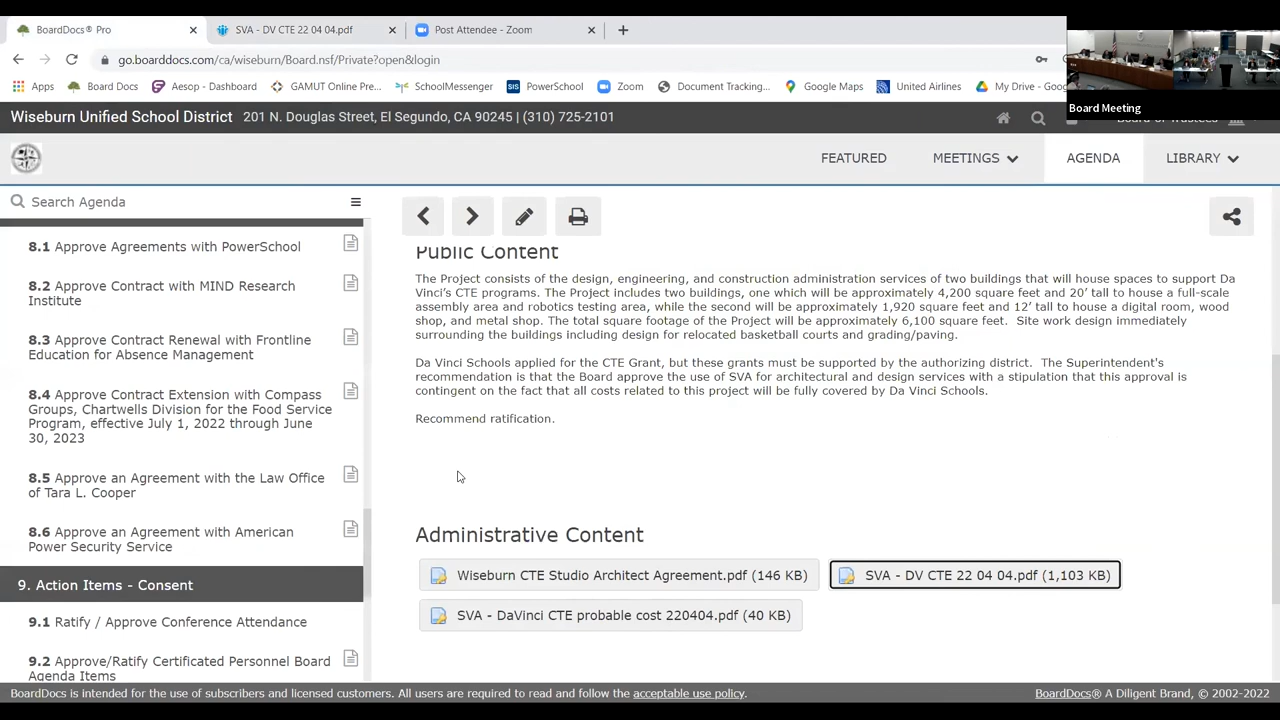 BoardDocs® Pro
SVA - DV CTE 22 04 04.pdf
Post Attendee - Zoom
go.boarddocs.com/ca/wiseburn/Board.nsf/Private?open&login
Apps
Board Docs
Aesop - Dashboard
GAMUT Online Pre...
SchoolMessenger
SIS PowerSchool
Zoom
Document Tracking...
Google Maps
United Airlines
My Drive - Goog
Board Meeting
Wiseburn Unified School District 201 N. Douglas Street, El Segundo, CA 90245 | (310) 725-2101
Board of Trustees
FEATURED
MEETINGS
AGENDA
LIBRARY
Search Agenda
8.1 Approve Agreements with PowerSchool
8.2 Approve Contract with MIND Research
Institute
8.3 Approve Contract Renewal with Frontline
Education for Absence Management
8.4 Approve Contract Extension with Compass
Groups, Chartwells Division for the Food Service
Program, effective July 1, 2022 through June
30, 2023
8.5 Approve an Agreement with the Law Office
of Tara L. Cooper
8.6 Approve an Agreement with American
Power Security Service
9. Action Items - Consent
9.1 Ratify / Approve Conference Attendance
9.2 Approve/Ratify Certificated Personnel Board
Agenda Items
Public Content
The Project consists of the design, engineering, and construction administration services of two buildings that will house spaces to support Da
Vinci's CTE programs. The Project includes two buildings, one which will be approximately 4,200 square feet and 20' tall to house a full-scale
assembly area and robotics testing area, while the second will be approximately 1,920 square feet and 12' tall to house a digital room, wood
shop, and metal shop. The total square footage of the Project will be approximately 6,100 square feet. Site work design immediately
surrounding the buildings including design for relocated basketball courts and grading/paving.
Da Vinci Schools applied for the CTE Grant, but these grants must be supported by the authorizing district. The Superintendent's
recommendation is that the Board approve the use of SVA for architectural and design services with a stipulation that this approval is
contingent on the fact that all costs related to this project will be fully covered by Da Vinci Schools.
Recommend ratification.
Administrative Content
Wiseburn CTE Studio Architect Agreement.pdf (146 KB)
SVA - DV CTE 22 04 04.pdf (1,103 KB)
SVA - DaVinci CTE probable cost 220404.pdf (40 KB)
BoardDocs is intended for the use of subscribers and licensed customers. All users are required to read and follow the acceptable use policy.
BoardDocs® A Diligent Brand, © 2002-2022